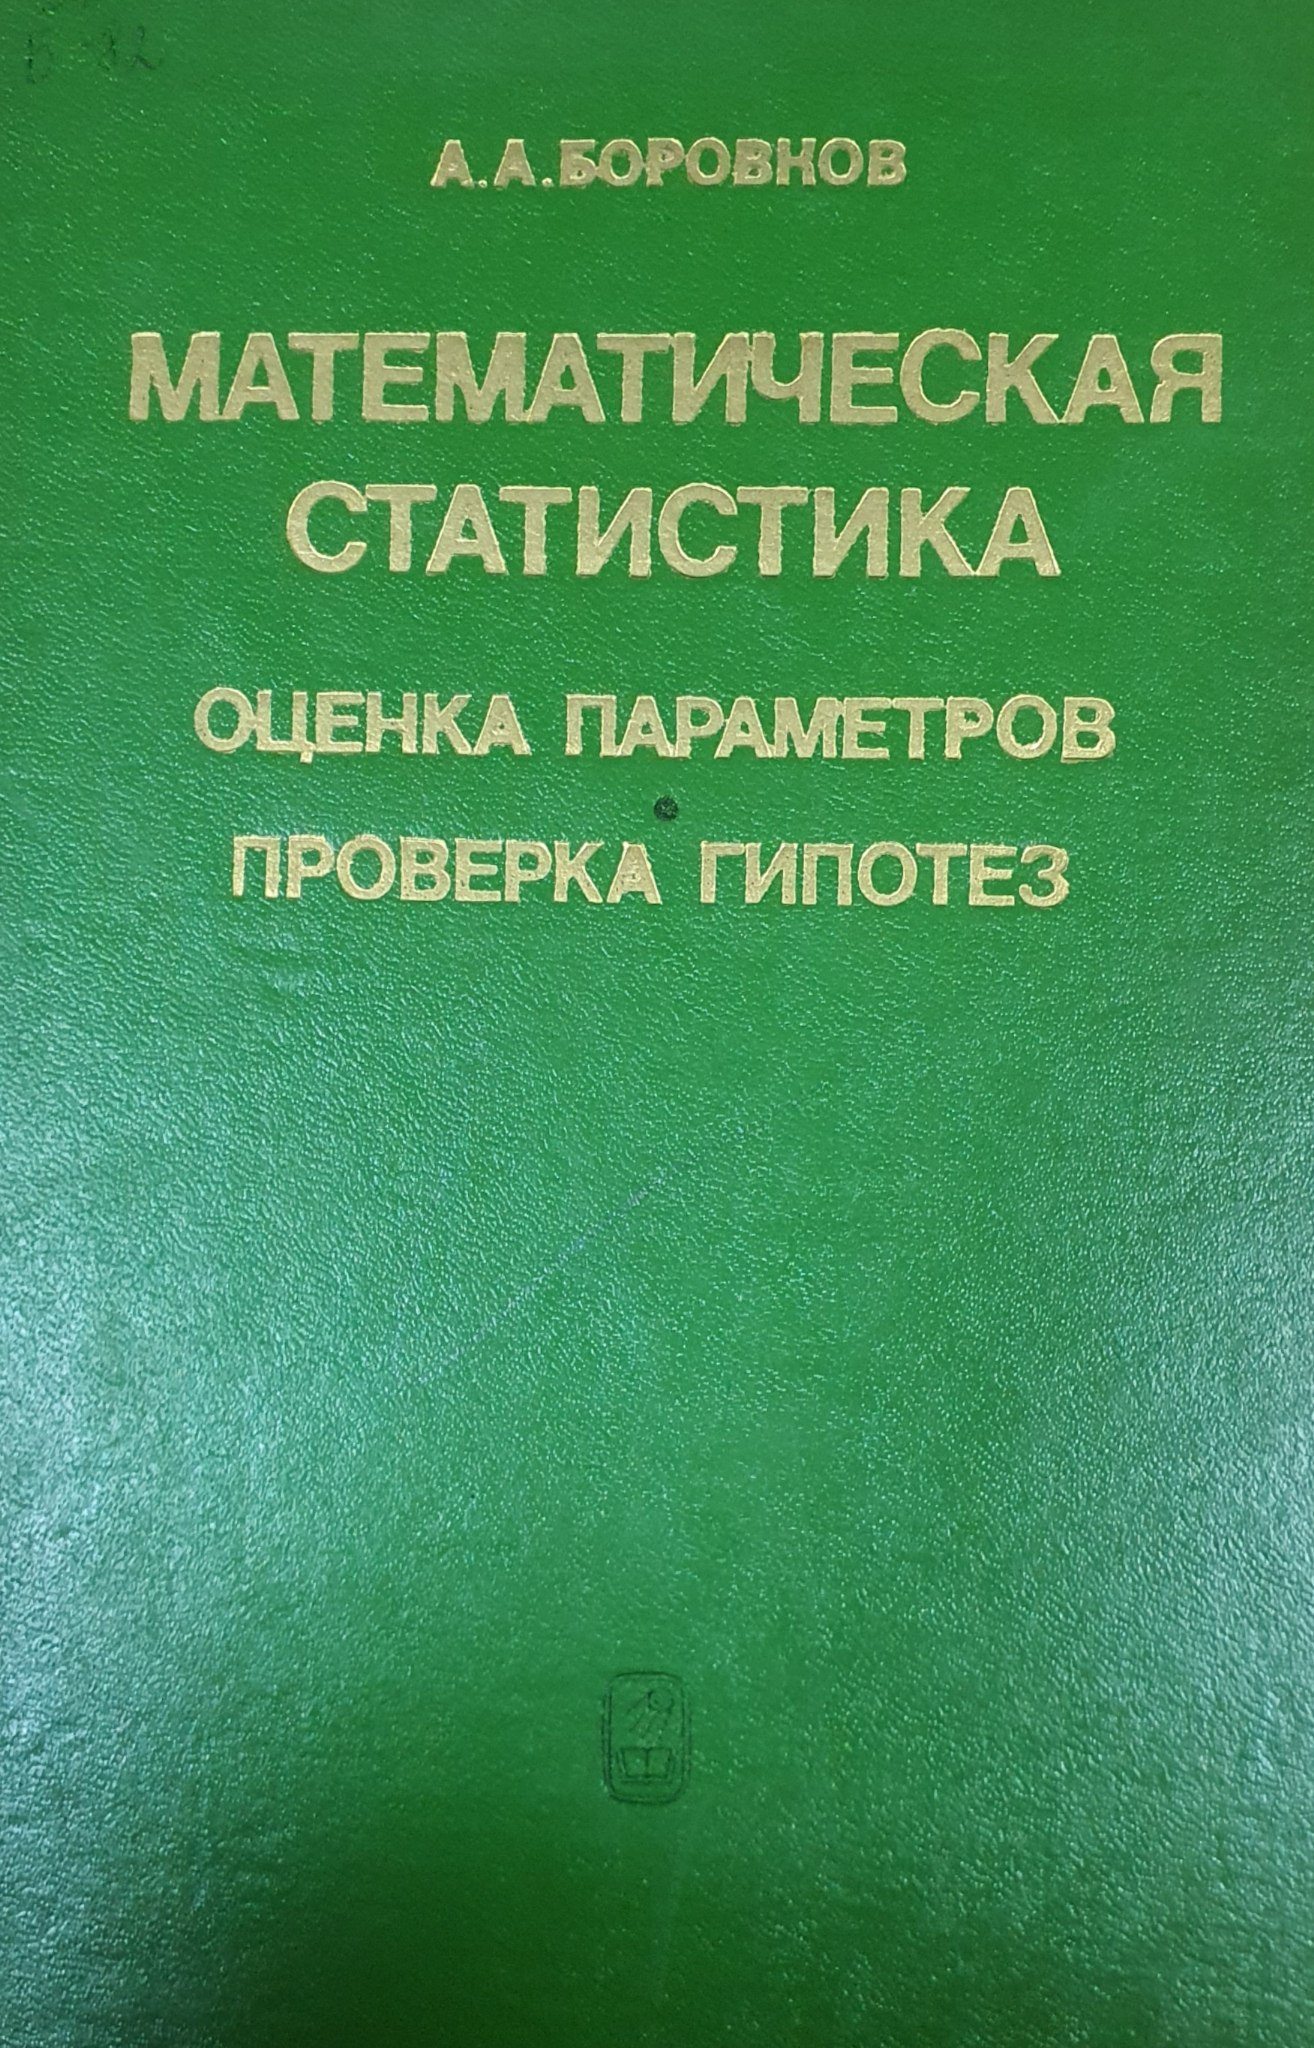 А.А.БОРОВКОВ
МАТЕМАТИЧЕСКАЯ
СТАТИСТИКА
ОЦЕНКА ПАРАМЕТРОВ
ПРОВЕРКА ГИПОТЕЗ